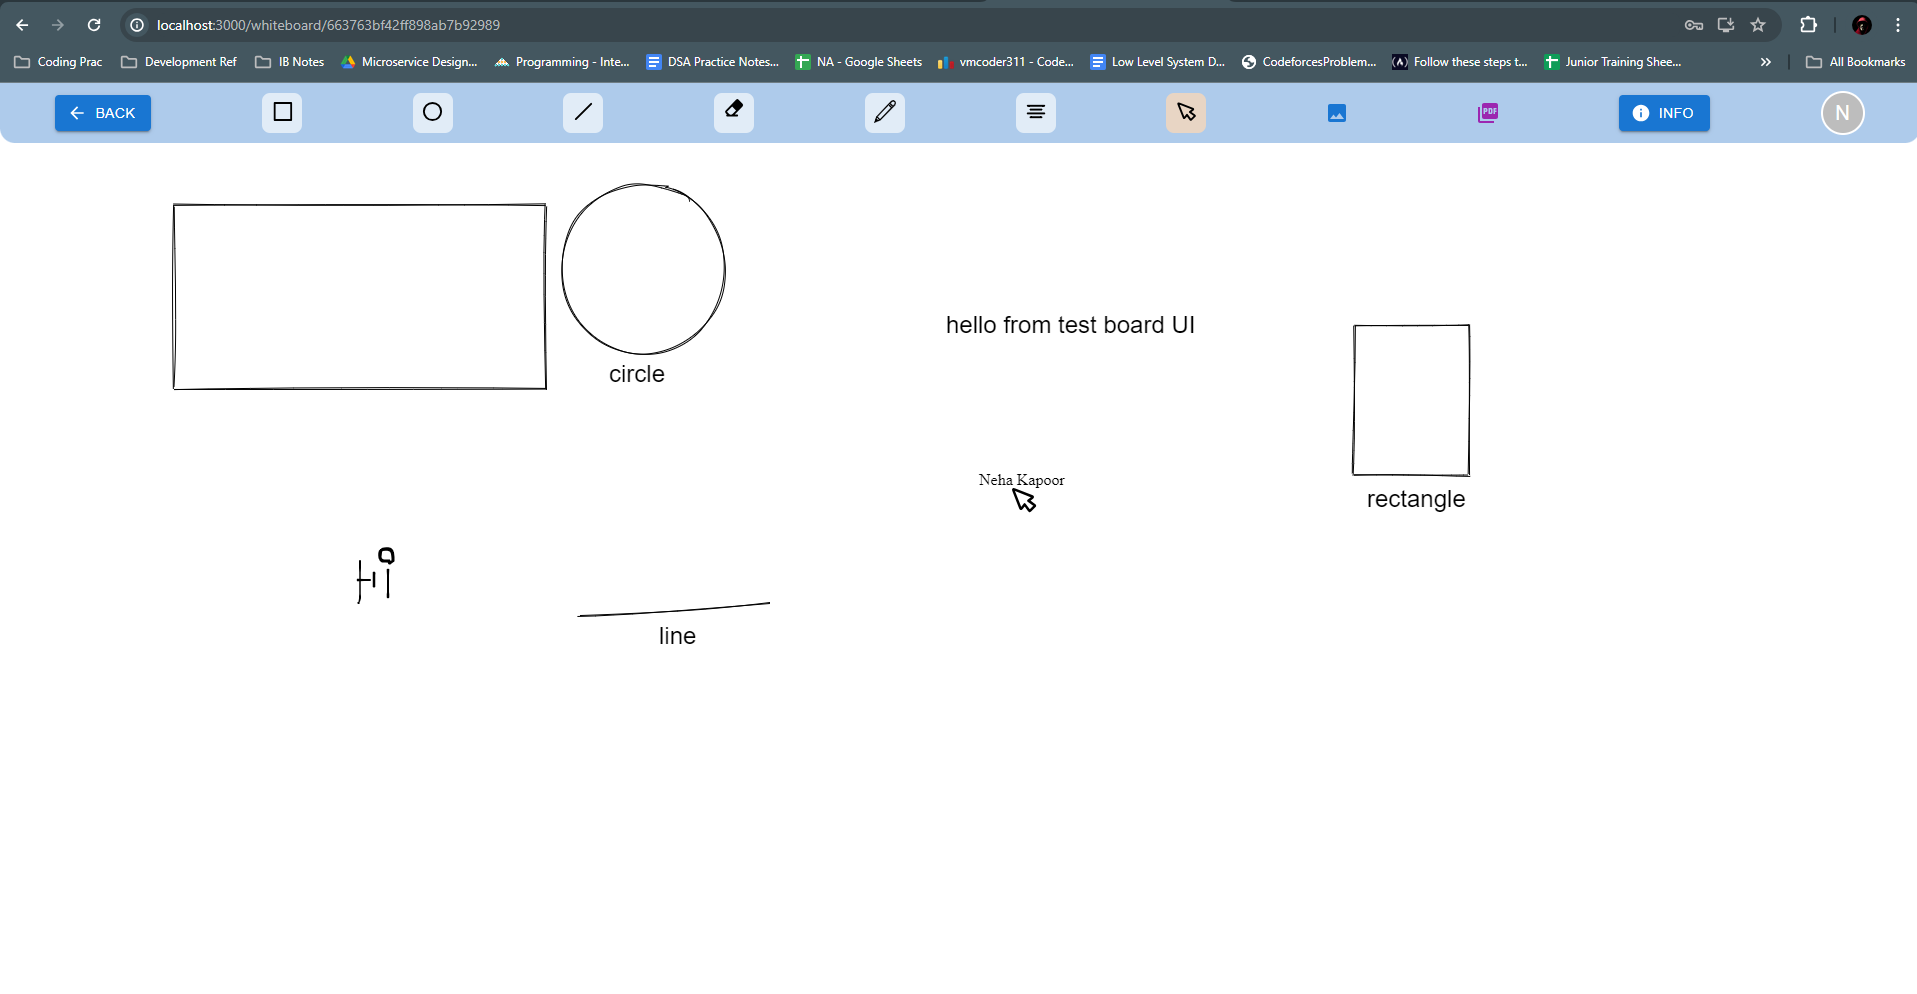 localhost:3000/whiteboard/663763bf42ff898ab7b92989
Coding Prac
Development Ref
IB Notes
Microservice Design...
Programming - Inte...
DSA Practice Notes...
NA - Google Sheets
vmcoder311 - Code...
Low Level System D...
CodeforcesProblem...
Follow these steps t...
Junior Training Shee...
All Bookmarks
BACK
PDF
INFO
N
hello from test board UI
circle
Neha Kapoor
rectangle
Hi
line